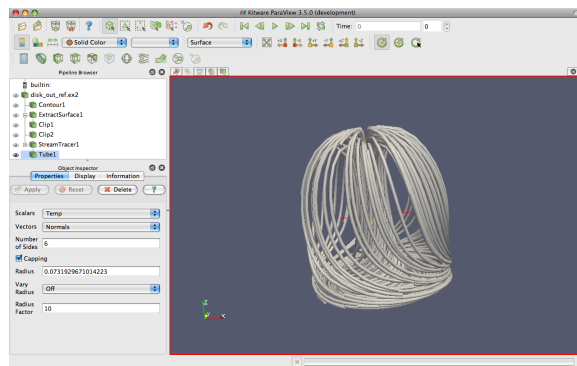 Kitware ParaView 3.5.0 (development)
Time: 0
0
Solid Color
Surface
Pipeline Browser
builtin:
disk_out_ref.ex2
Contour1
ExtractSurface1
Clip1
Clip2
StreamTracer1
Tube1
Object Inspector
Properties Display Information
Apply Reset Delete ?
Scalars Temp
Vectors Normals
Number
of Sides 6
Capping
Radius 0.0731929671014223
Vary
Radius Off
Radius
Factor 10
Z
Y X